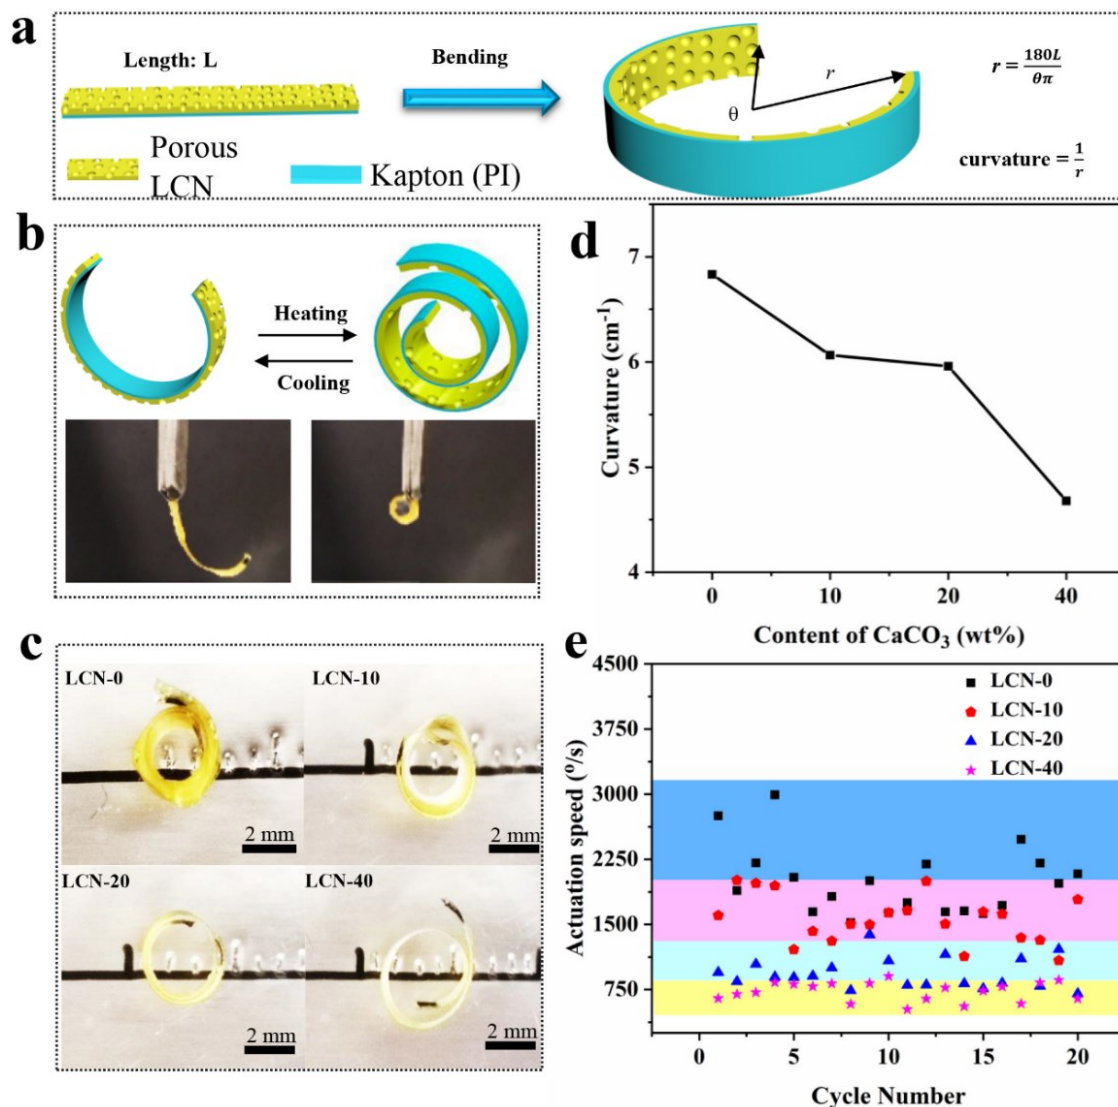 a
Length: L
Bending
r
θ
r = 180L / θπ
curvature = 1 / r
Porous
LCN
Kapton (PI)
b
Heating
Cooling
c
LCN-0
2 mm
LCN-10
2 mm
LCN-20
2 mm
LCN-40
2 mm
d
7
6
5
4
Curvature (cm⁻¹)
0 10 20 40
Content of CaCO₃ (wt%)
e
4500
3750
3000
2250
1500
750
Actuation speed (°/s)
LCN-0
LCN-10
LCN-20
LCN-40
0 5 10 15 20
Cycle Number